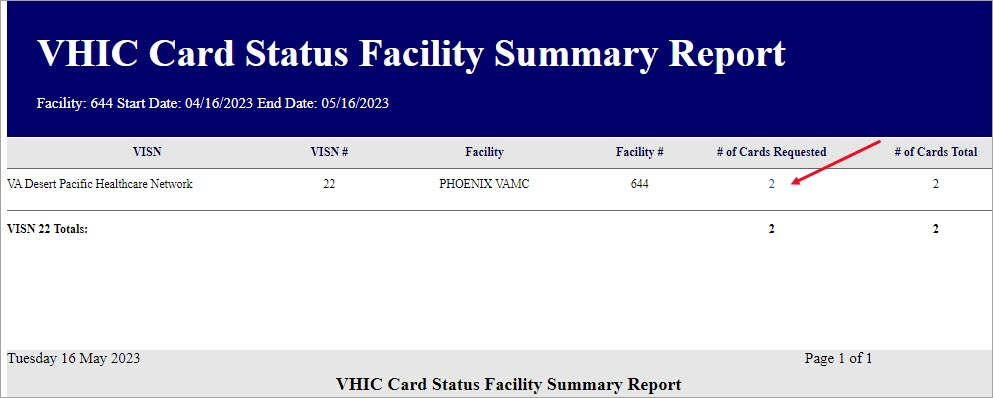 VHIC Card Status Facility Summary Report
Facility: 644 Start Date: 04/16/2023 End Date: 05/16/2023
VISN VISN # Facility Facility # # of Cards Requested # of Cards Total
VA Desert Pacific Healthcare Network 22 PHOENIX VAMC 644 2 2
VISN 22 Totals: 2 2
Tuesday 16 May 2023 Page 1 of 1
VHIC Card Status Facility Summary Report